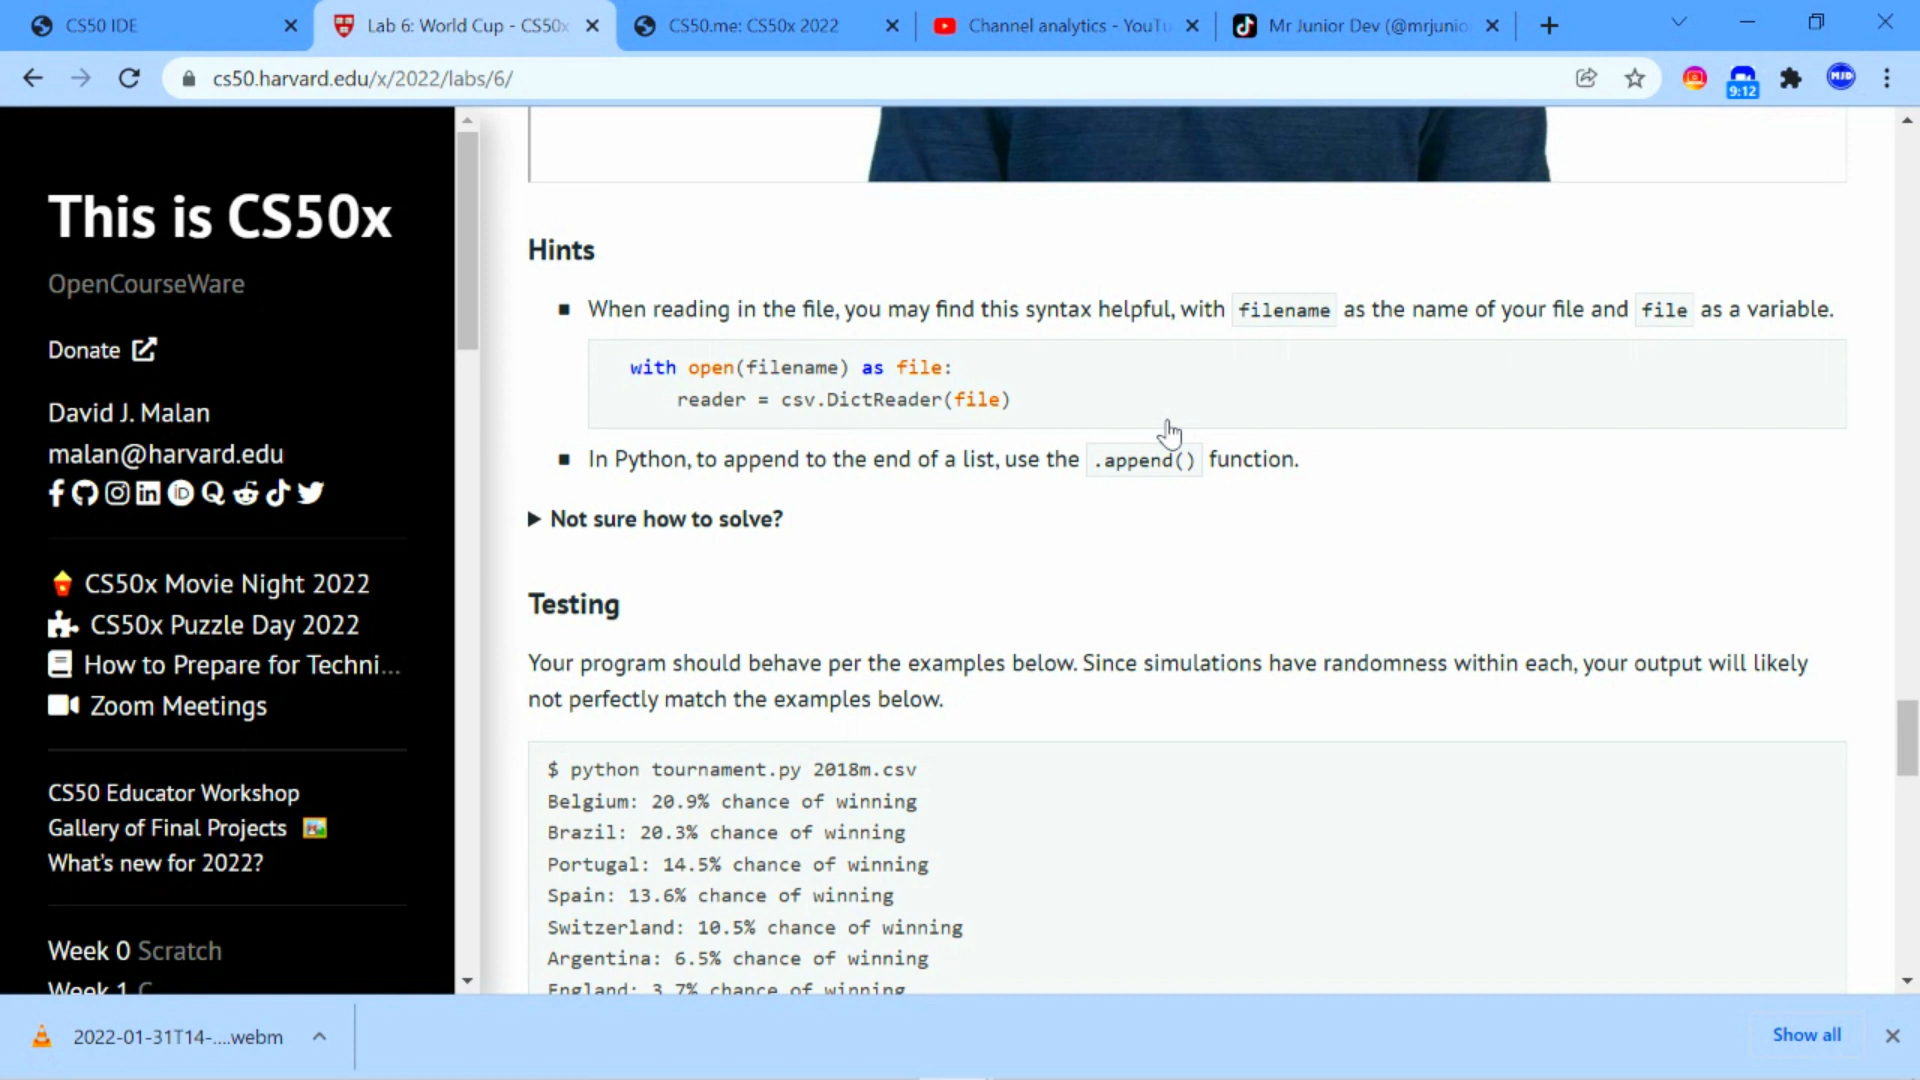 CS50 IDE
Lab 6: World Cup - CS50x
CS50.me: CS50x 2022
Channel analytics - YouTu
Mr Junior Dev (@mrjunio
cs50.harvard.edu/x/2022/labs/6/
9:12
MJD
This is CS50x
OpenCourseWare
Donate
David J. Malan
malan@harvard.edu
CS50x Movie Night 2022
CS50x Puzzle Day 2022
How to Prepare for Techni...
Zoom Meetings
CS50 Educator Workshop
Gallery of Final Projects
What's new for 2022?
Week 0 Scratch
Week 1 C
Hints
When reading in the file, you may find this syntax helpful, with filename as the name of your file and file as a variable.
with open(filename) as file:
reader = csv.DictReader(file)
In Python, to append to the end of a list, use the .append() function.
Not sure how to solve?
Testing
Your program should behave per the examples below. Since simulations have randomness within each, your output will likely
not perfectly match the examples below.
$ python tournament.py 2018m.csv
Belgium: 20.9% chance of winning
Brazil: 20.3% chance of winning
Portugal: 14.5% chance of winning
Spain: 13.6% chance of winning
Switzerland: 10.5% chance of winning
Argentina: 6.5% chance of winning
England: 3.7% chance of winning
2022-01-31T14-....webm
Show all